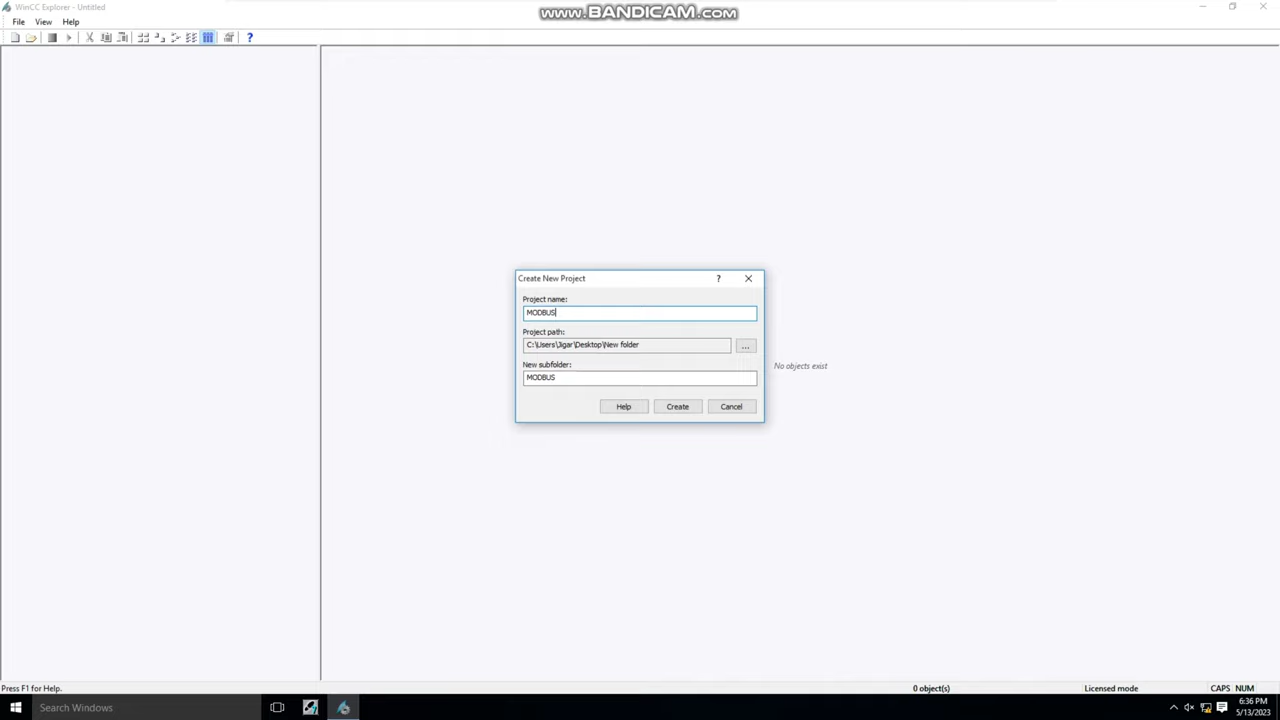 WinCC Explorer - Untitled
www.BANDICAM.com
File View Help
Create New Project
Project name:
MODBUS
Project path:
C:\Users\Jigar\Desktop\New folder
...
New subfolder:
MODBUS
Help Create Cancel
No objects exist
Press F1 for Help.
0 object(s)
Licensed mode
CAPS NUM
Search Windows
6:36 PM
5/13/2023